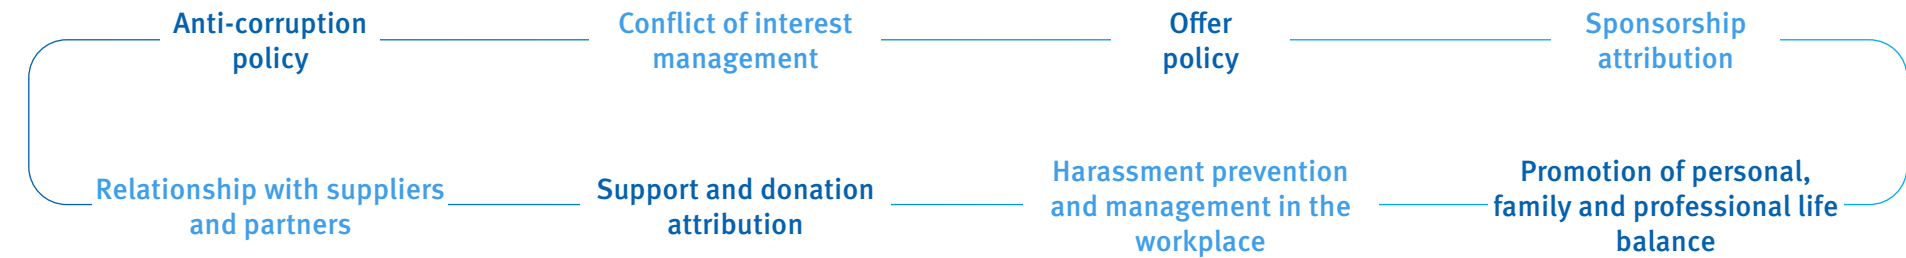 Anti-corruption
policy
Conflict of interest
management
Offer
policy
Sponsorship
attribution
Relationship with suppliers
and partners
Support and donation
attribution
Harassment prevention
and management in the
workplace
Promotion of personal,
family and professional life
balance